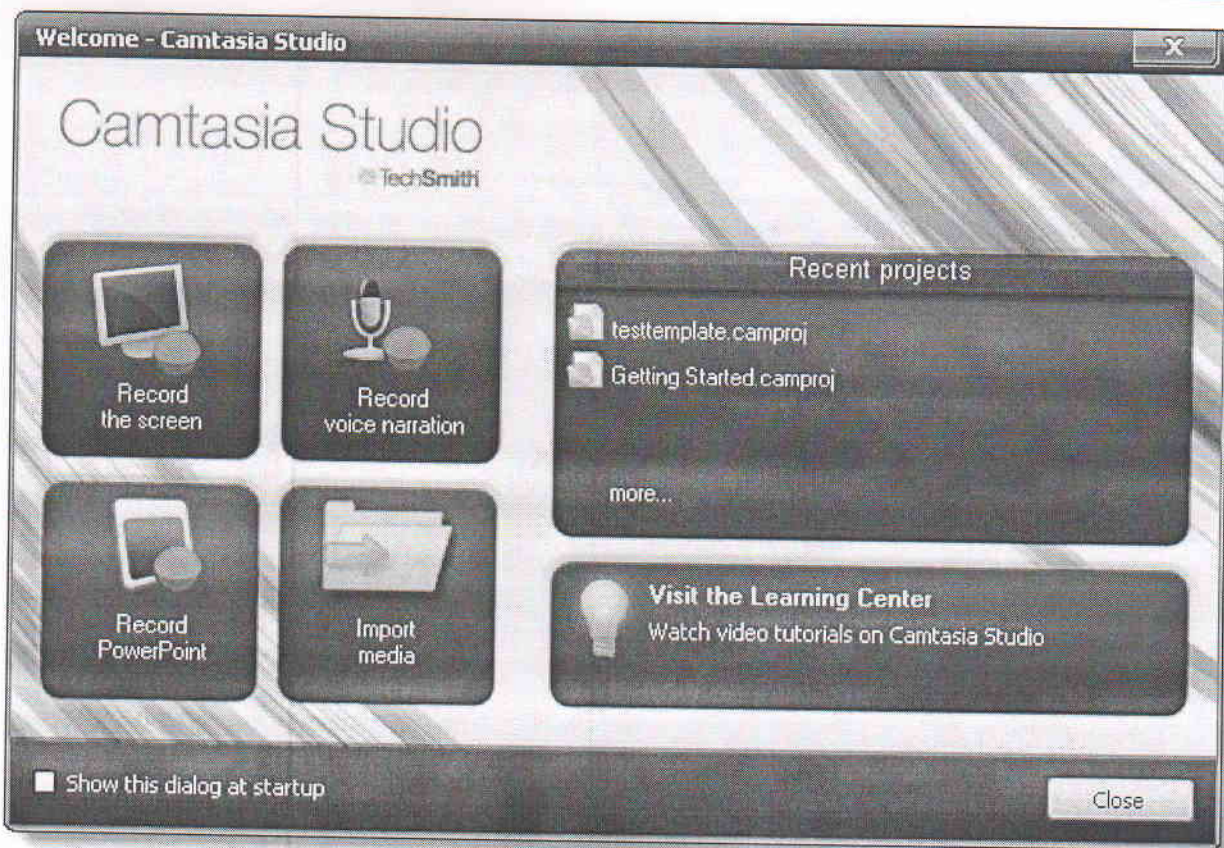 Welcome - Camtasia Studio
X
Camtasia Studio
TechSmith
Record
the screen
Record
voice narration
Record
PowerPoint
Import
media
Recent projects
testtemplate.camproj
Getting Started.camproj
more...
Visit the Learning Center
Watch video tutorials on Camtasia Studio
Show this dialog at startup
Close